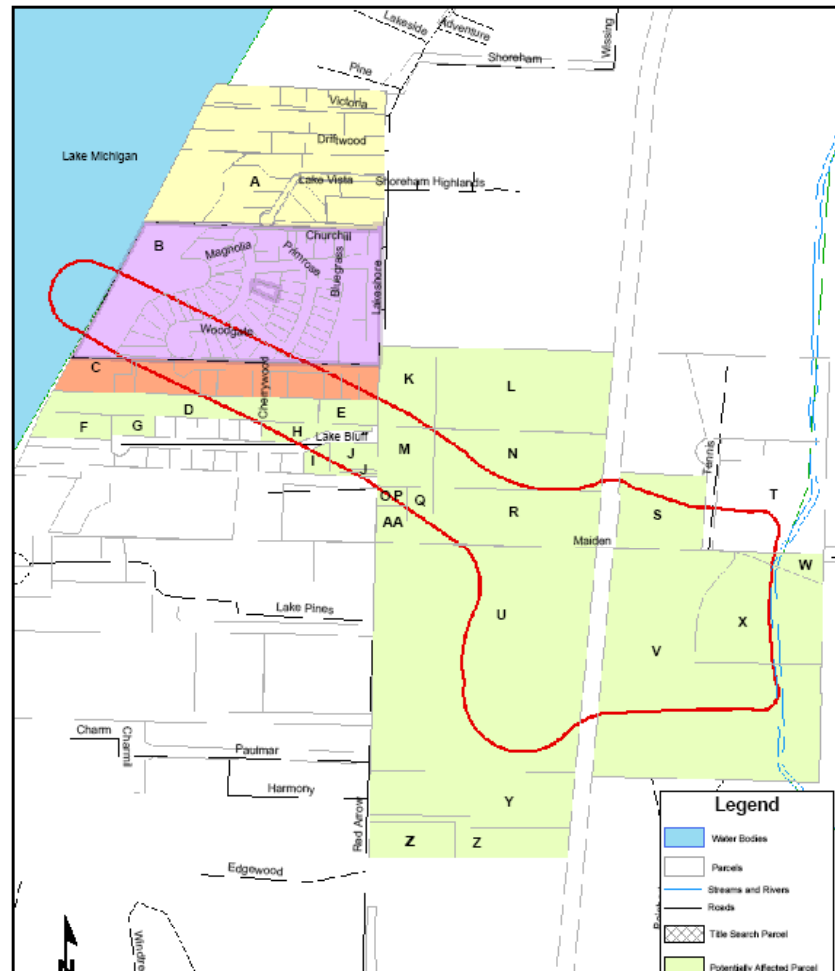 Lakeside
Adventure
Wissing
Shoreham
Pine
Victoria
Driftwood
Lake Michigan
A
Lake Vista
Shoreham Highlands
B
Churchil
Magnolia
Primrose
Bluegrass
Lakeshore
Woodgate
C
Cherrywood
K
L
D
E
F
G
H
Lake Bluff
I
J
J
M
N
Tennis
O
P
Q
R
S
T
AA
Maiden
W
U
X
V
Lake Pines
Charm
Charmil
Paulmar
Harmony
Red Arrow
Y
Z
Z
Edgewood
N
Legend
Water Bodies
Parcels
Streams and Rivers
Roads
Title Search Parcel
Potentially Affected Parcel